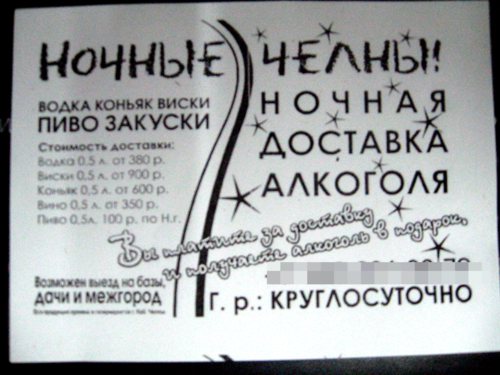 НОЧНЫЕ ЧЕЛНЫ!
ВОДКА КОНЬЯК ВИСКИ
ПИВО ЗАКУСКИ
Стоимость доставки:
Водка 0,5 л. от 380 р.
Виски 0,5 л. от 900 р.
Коньяк 0,5 л. от 600 р.
Вино 0,5 л. от 350 р.
Пиво 0,5л. 100 р. по Н.г.
Возможен выезд на базы,
дачи и межгород
НОЧНАЯ
ДОСТАВКА
АЛКОГОЛЯ
Вы платите за доставку
и получаете алкоголь в подарок.
Г. р.: КРУГЛОСУТОЧНО